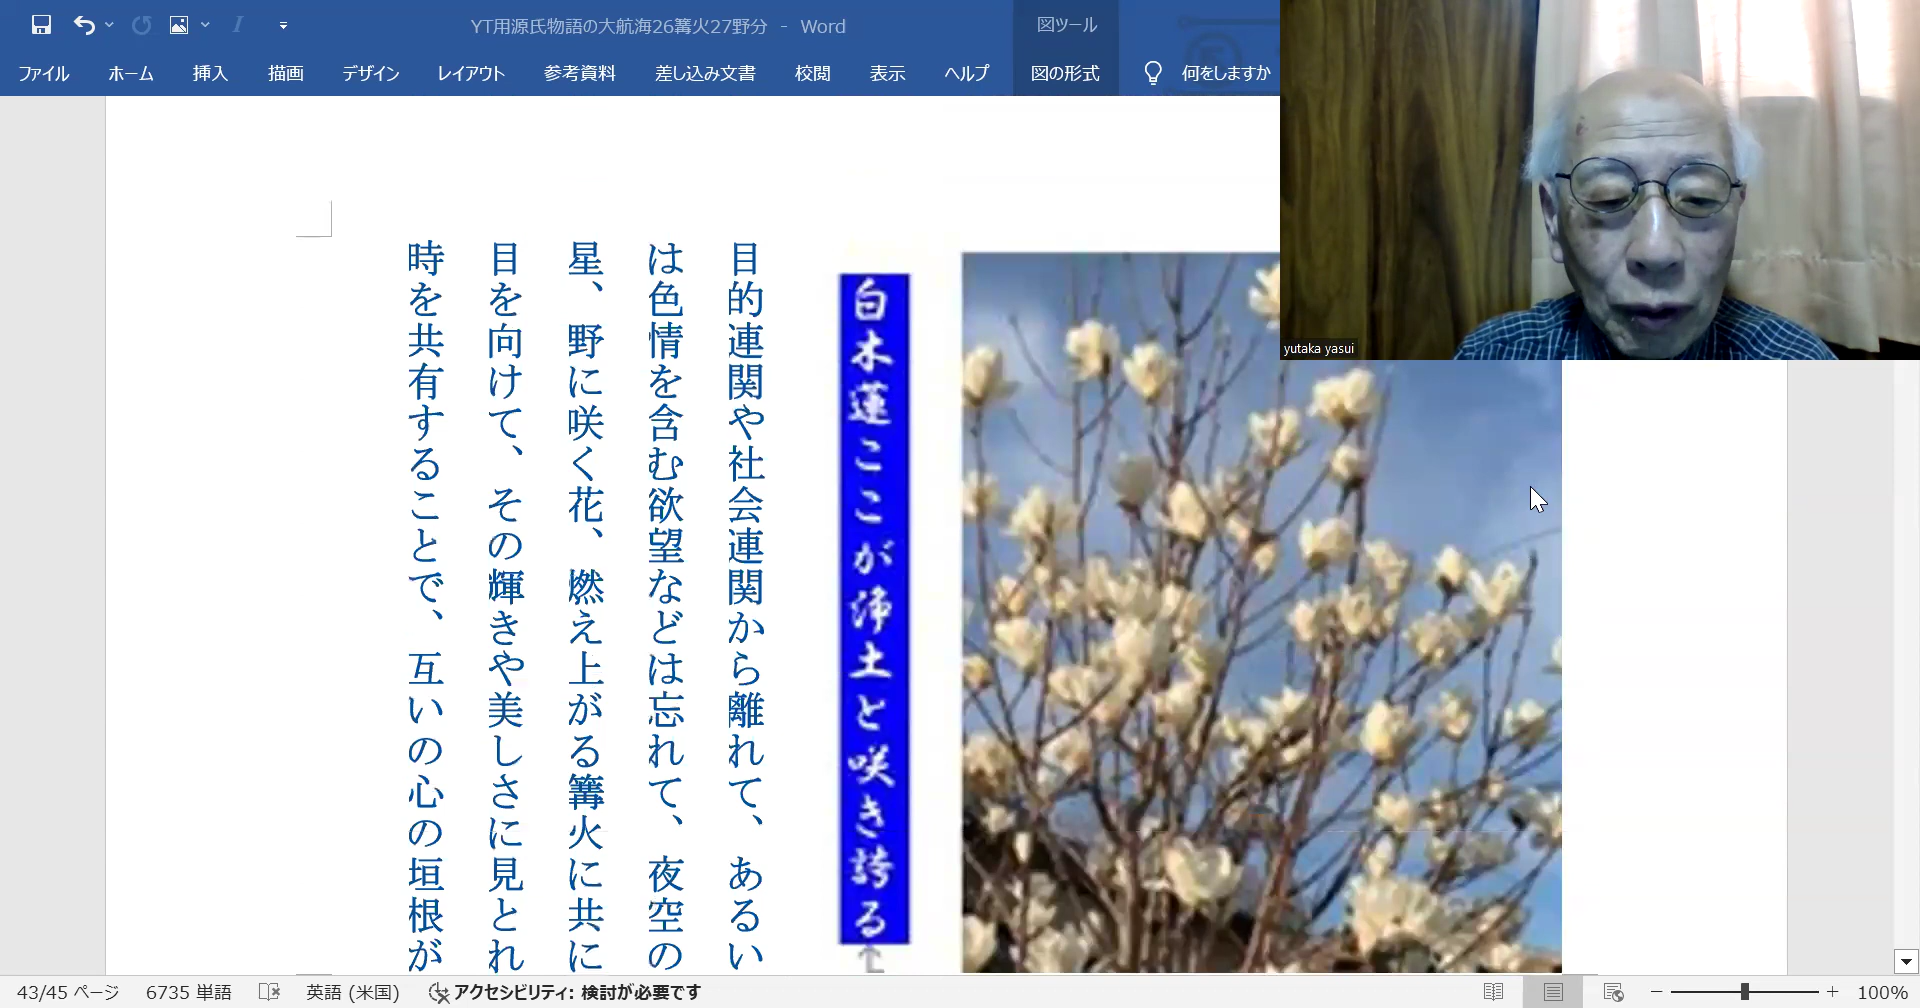 YT用源氏物語の大航海26篝火27野分 - Word
図ツール
ファイル ホーム 挿入 描画 デザイン レイアウト 参考資料 差し込み文書 校閲 表示 ヘルプ 図の形式 何をしますか
yutaka yasui
白木蓮ここが浄土と咲き誇る
目的連関や社会連関から離れて、あるい
は色情を含む欲望などは忘れて、夜空の
星、野に咲く花、燃え上がる篝火に共に
目を向けて、その輝きや美しさに見とれ
時を共有することで、互いの心の垣根が
43/45 ページ 6735 単語 英語 (米国) アクセシビリティ: 検討が必要です 100%